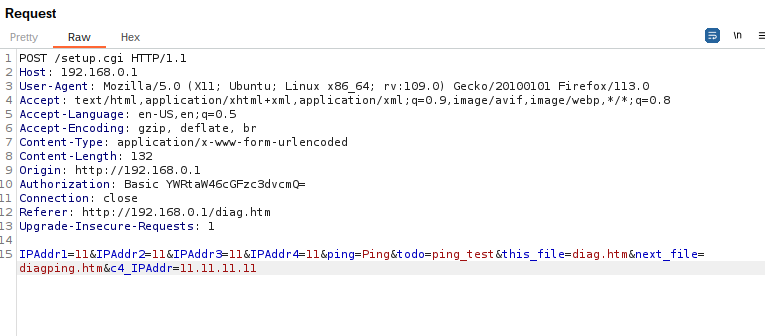 Request
Pretty Raw Hex \n
1 POST /setup.cgi HTTP/1.1
2 Host: 192.168.0.1
3 User-Agent: Mozilla/5.0 (X11; Ubuntu; Linux x86_64; rv:109.0) Gecko/20100101 Firefox/113.0
4 Accept: text/html,application/xhtml+xml,application/xml;q=0.9,image/avif,image/webp,*/*;q=0.8
5 Accept-Language: en-US,en;q=0.5
6 Accept-Encoding: gzip, deflate, br
7 Content-Type: application/x-www-form-urlencoded
8 Content-Length: 132
9 Origin: http://192.168.0.1
10 Authorization: Basic YWRtaW46cGFzc3dvcmQ=
11 Connection: close
12 Referer: http://192.168.0.1/diag.htm
13 Upgrade-Insecure-Requests: 1
14
15 IPAddr1=11&IPAddr2=11&IPAddr3=11&IPAddr4=11&ping=Ping&todo=ping_test&this_file=diag.htm&next_file=
diagping.htm&c4_IPAddr=11.11.11.11